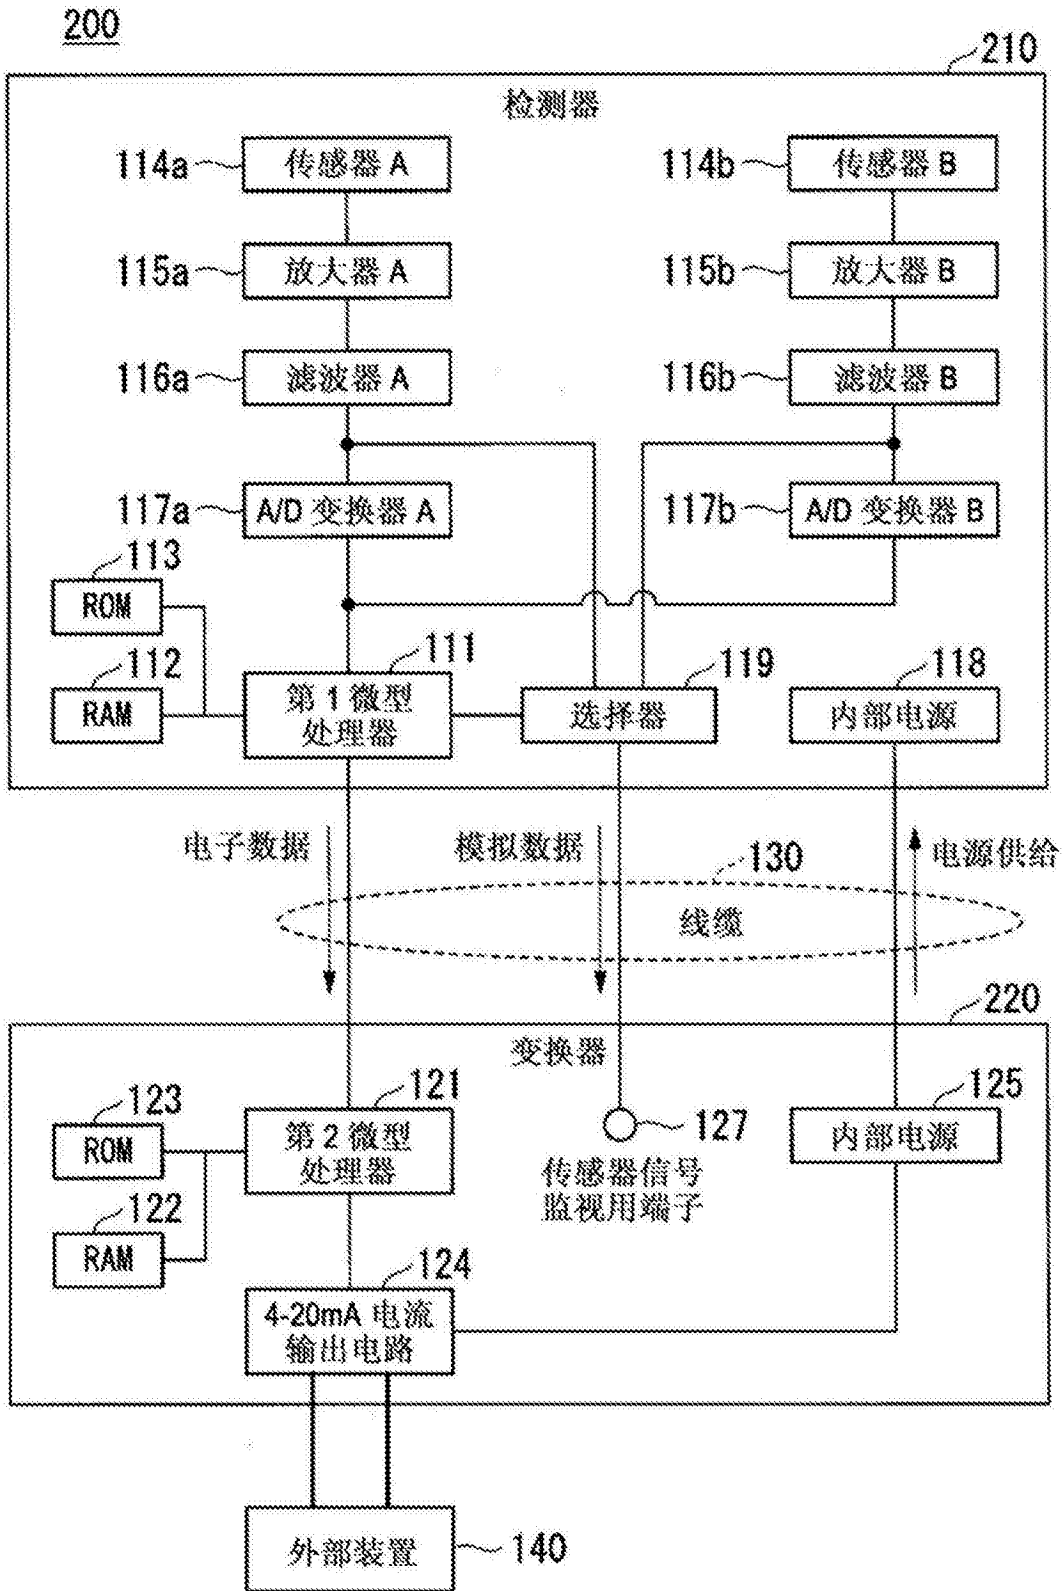 200
210
检测器
114a
传感器 A
114b
传感器 B
115a
放大器 A
115b
放大器 B
116a
滤波器 A
116b
滤波器 B
117a
A/D 变换器 A
117b
A/D 变换器 B
113
ROM
112
RAM
111
第 1 微型
处理器
119
选择器
118
内部电源
电子数据
模拟数据
130
电源供给
线缆
220
变换器
123
ROM
121
第 2 微型
处理器
127
传感器信号
监视用端子
125
内部电源
122
RAM
124
4-20mA 电流
输出电路
外部装置
140